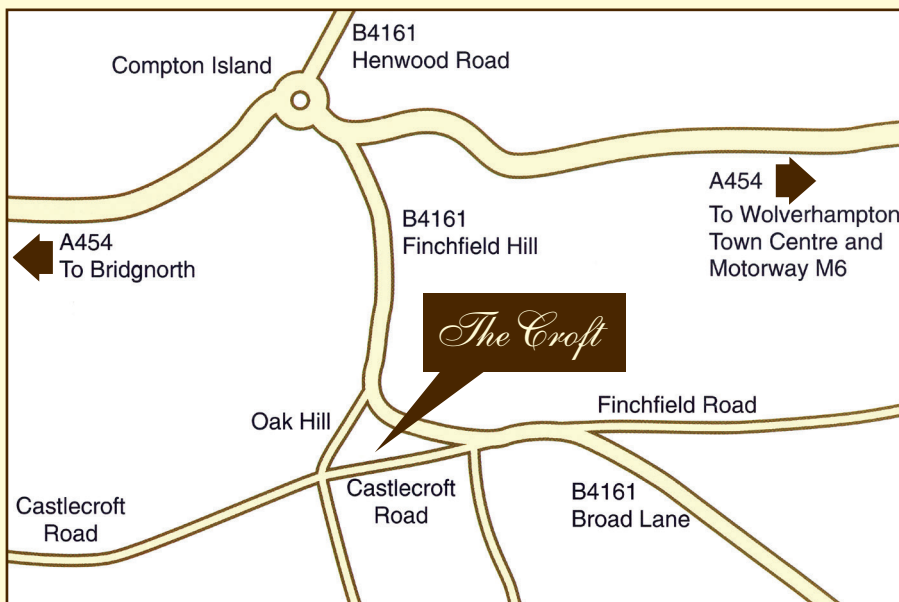 B4161
Henwood Road
Compton Island
A454
To Wolverhampton
Town Centre and
Motorway M6
B4161
Finchfield Hill
A454
To Bridgnorth
The Croft
Finchfield Road
Oak Hill
Castlecroft
Road
Castlecroft
Road
B4161
Broad Lane